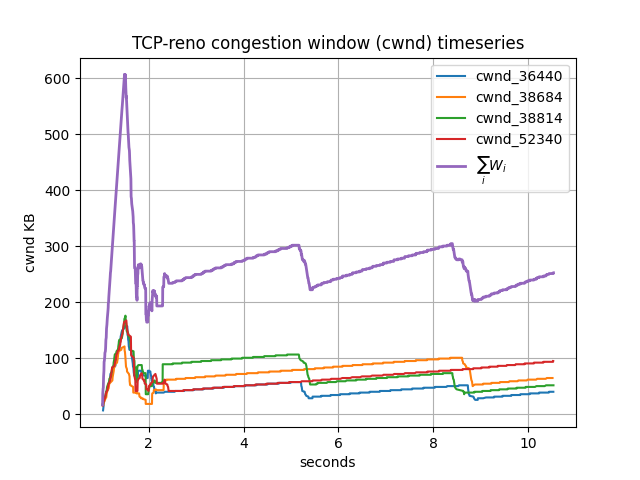 TCP-reno congestion window (cwnd) timeseries
cwnd_36440
cwnd_38684
cwnd_38814
cwnd_52340
∑ᵢ Wᵢ
600
500
400
300
200
100
0
cwnd KB
2
4
6
8
10
seconds